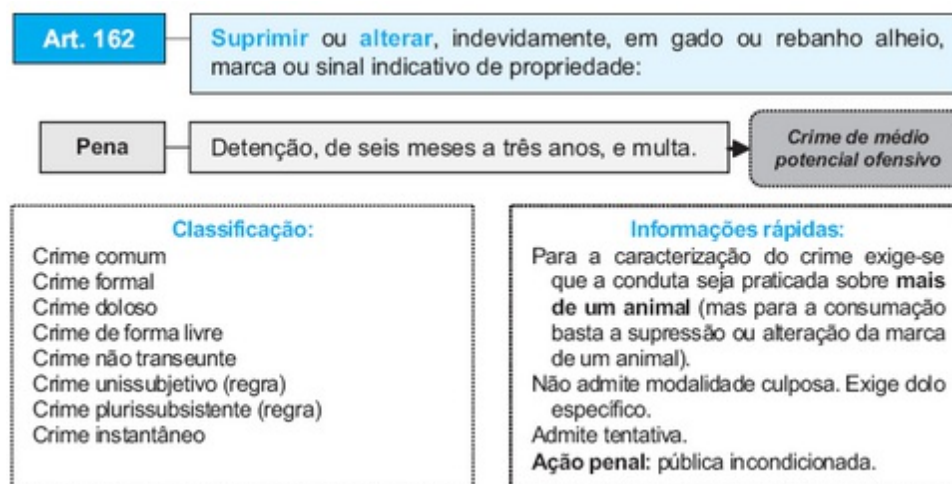 Art. 162
Suprimir ou alterar, indevidamente, em gado ou rebanho alheio,
marca ou sinal indicativo de propriedade:
Pena
Detenção, de seis meses a três anos, e multa.
Crime de médio
potencial ofensivo
Classificação:
Crime comum
Crime formal
Crime doloso
Crime de forma livre
Crime não transeunte
Crime unissubjetivo (regra)
Crime plurissubsistente (regra)
Crime instantâneo
Informações rápidas:
Para a caracterização do crime exige-se
que a conduta seja praticada sobre mais
de um animal (mas para a consumação
basta a supressão ou alteração da marca
de um animal).
Não admite modalidade culposa. Exige dolo
específico.
Admite tentativa.
Ação penal: pública incondicionada.